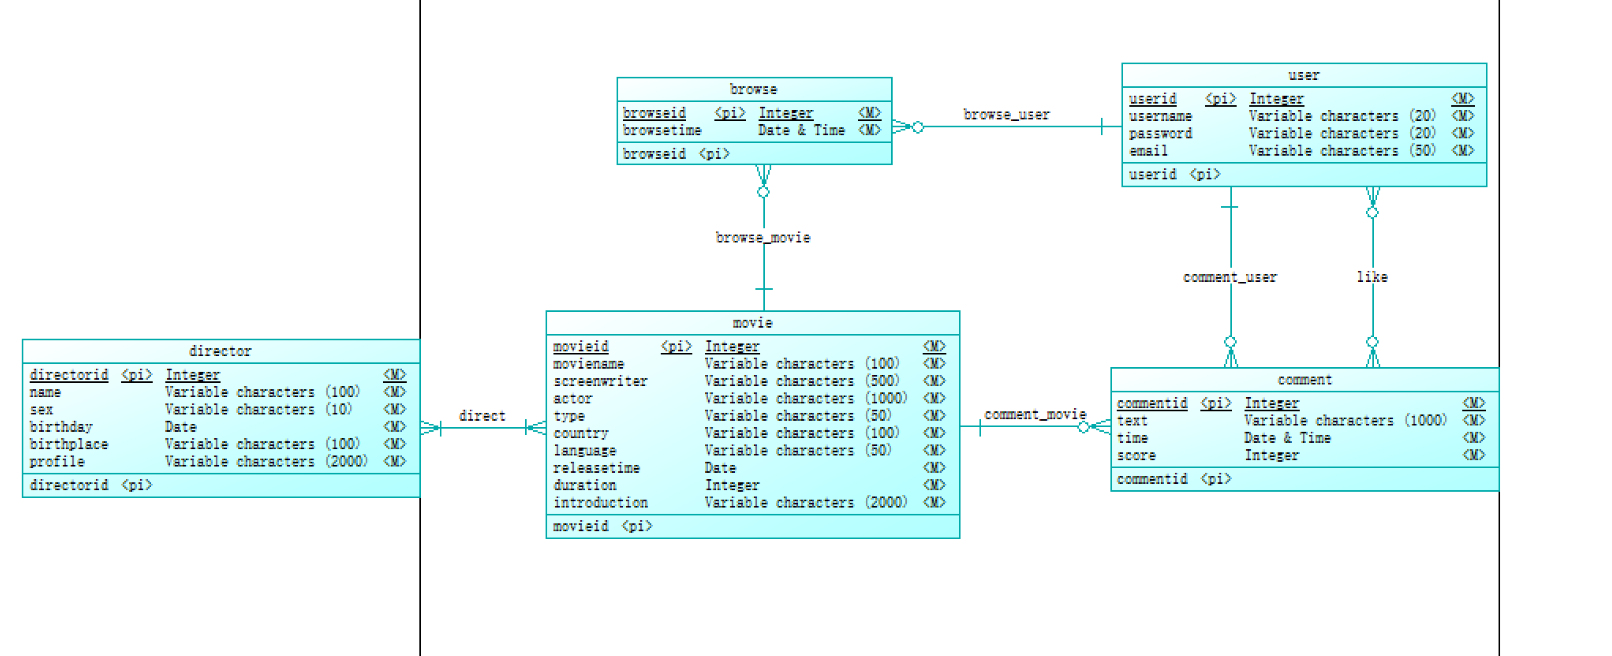 browse
browseid <pi> Integer <M>
browsetime Date & Time <M>
browseid <pi>
browse_user
user
userid <pi> Integer <M>
username Variable characters (20) <M>
password Variable characters (20) <M>
email Variable characters (50) <M>
userid <pi>
browse_movie
comment_user
like
director
directorid <pi> Integer <M>
name Variable characters (100) <M>
sex Variable characters (10) <M>
birthday Date <M>
birthplace Variable characters (100) <M>
profile Variable characters (2000) <M>
directorid <pi>
direct
movie
movieid <pi> Integer <M>
moviename Variable characters (100) <M>
screenwriter Variable characters (500) <M>
actor Variable characters (1000) <M>
type Variable characters (50) <M>
country Variable characters (100) <M>
language Variable characters (50) <M>
releasetime Date <M>
duration Integer <M>
introduction Variable characters (2000) <M>
movieid <pi>
comment_movie
comment
commentid <pi> Integer <M>
text Variable characters (1000) <M>
time Date & Time <M>
score Integer <M>
commentid <pi>